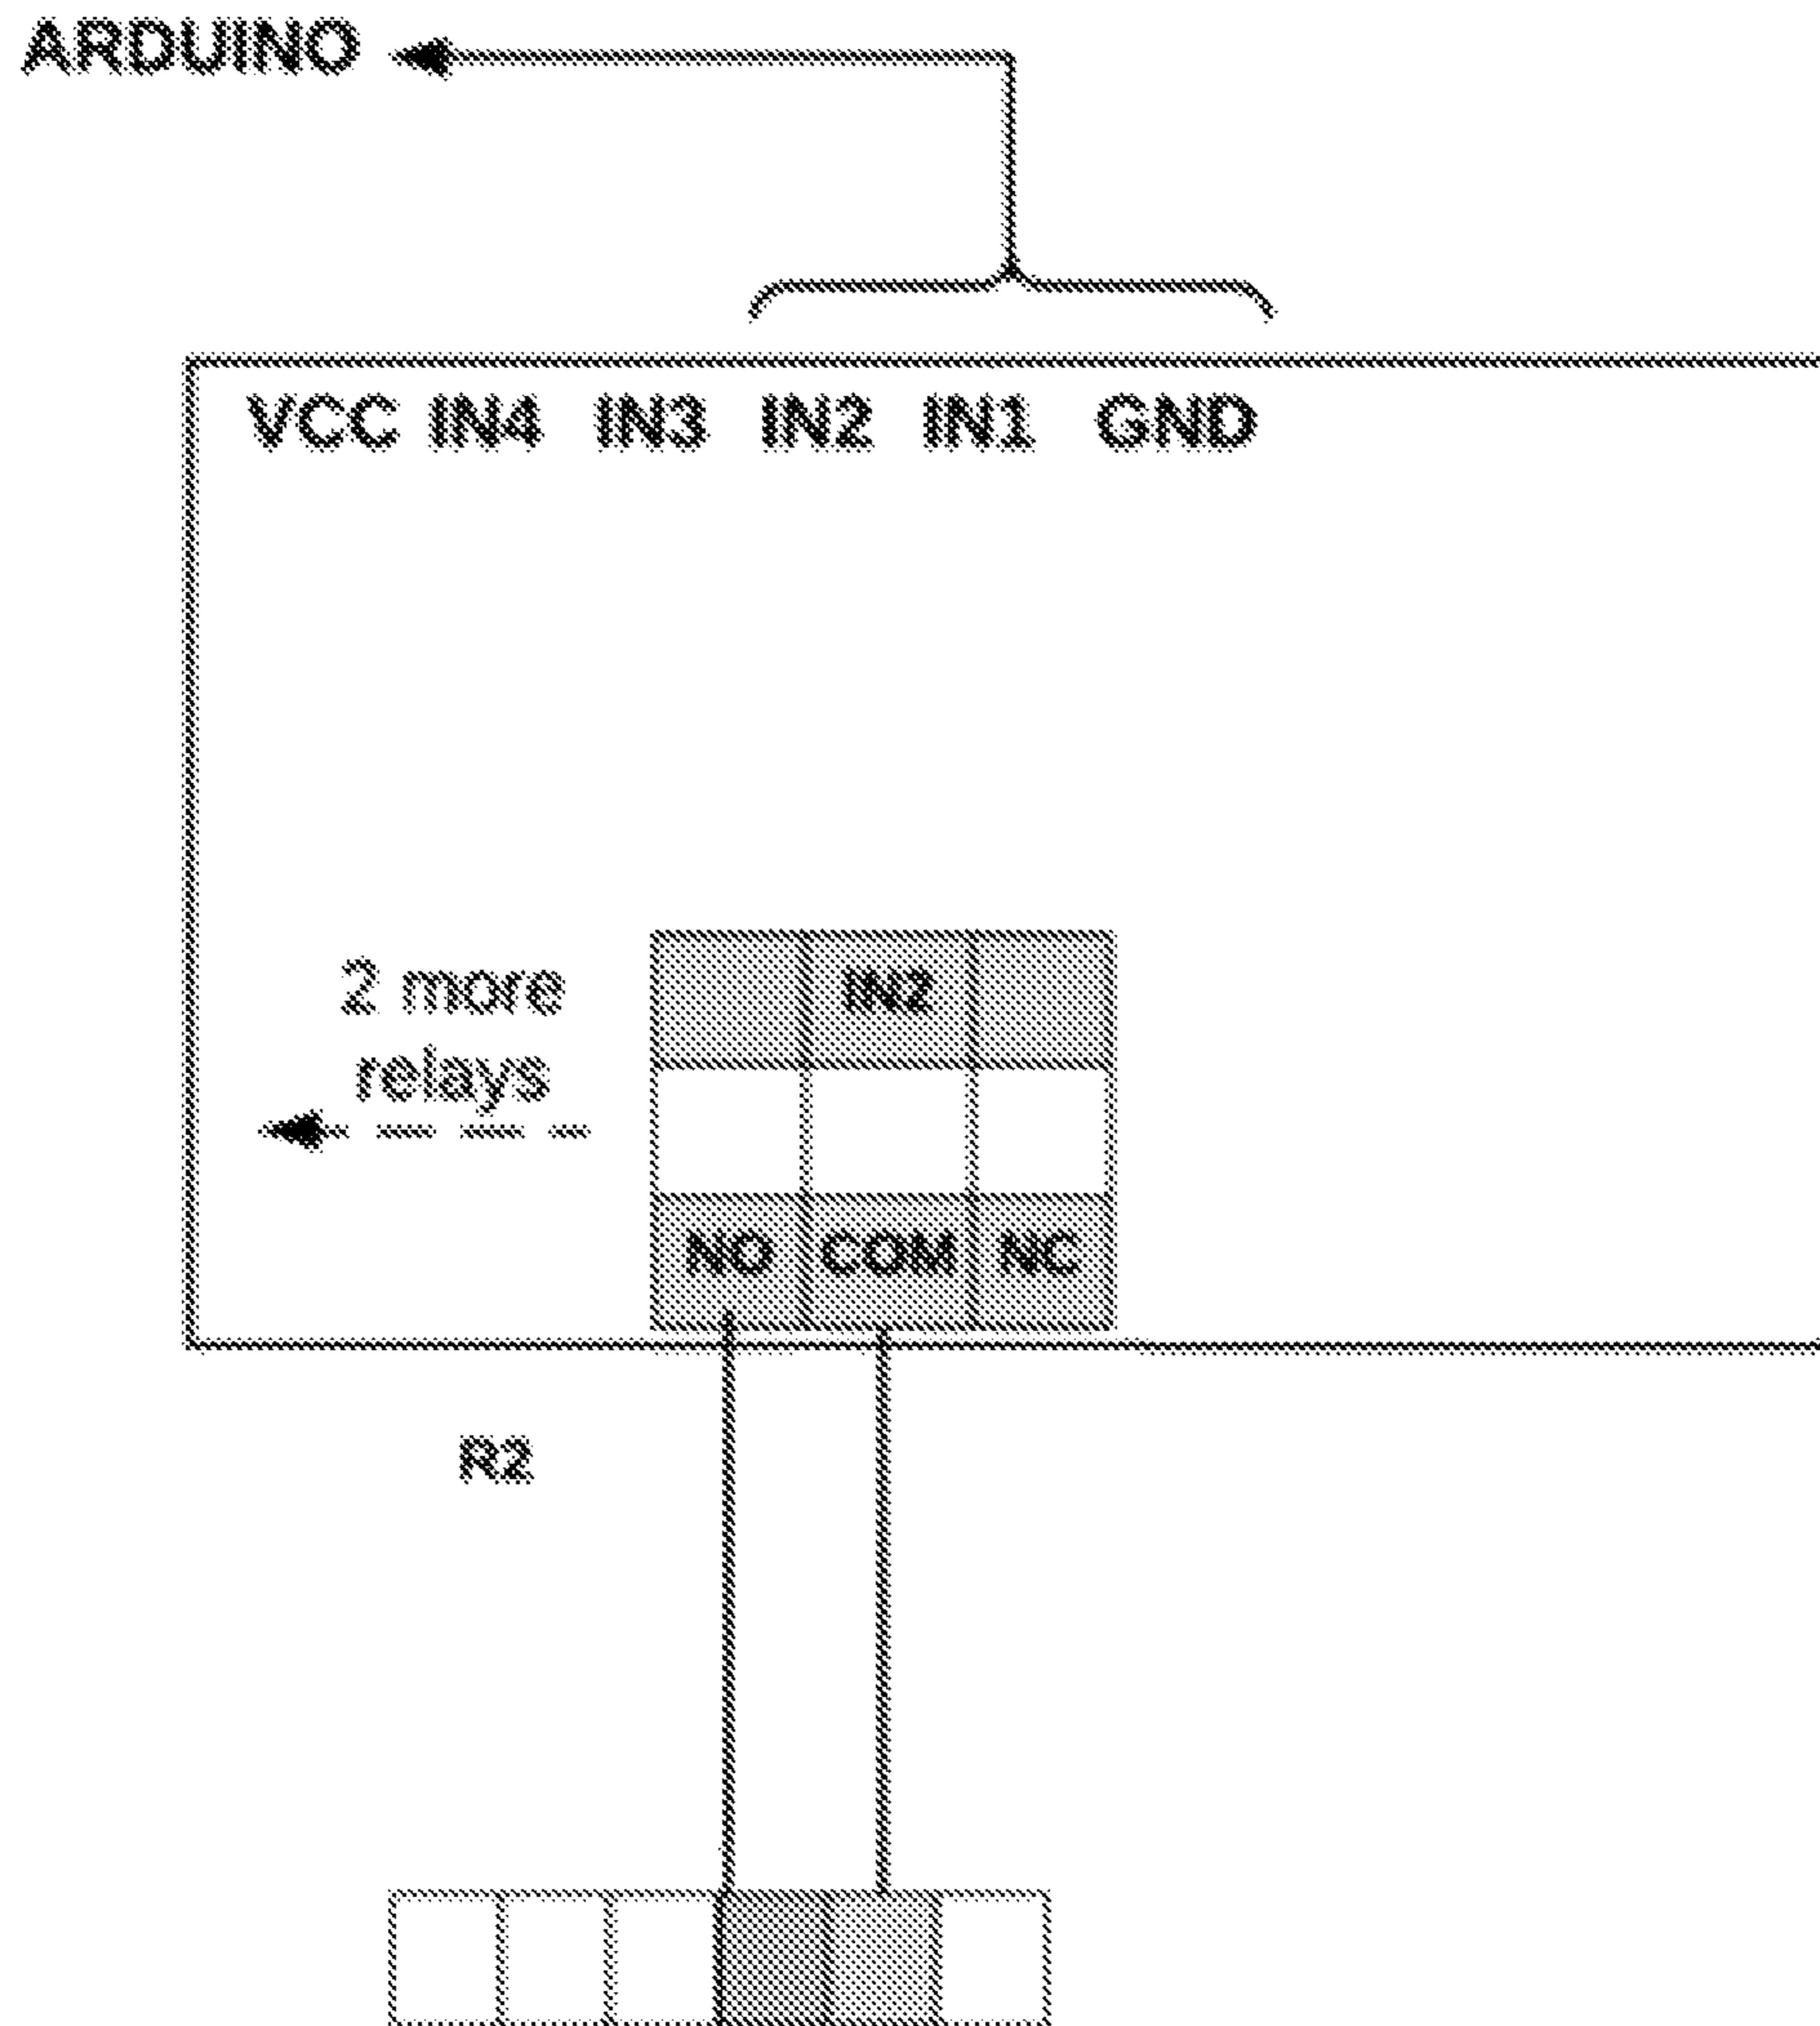 ARDUINO
VCC IN4 IN3 IN2 IN1 GND
2 more
relays
IN2
NO COM NC
R2